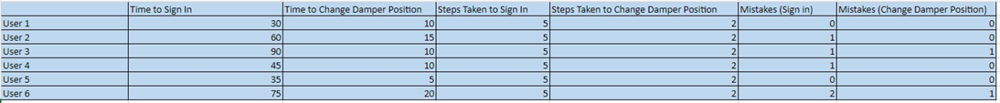 Time to Sign In Time to Change Damper Position Steps Taken to Sign In Steps Taken to Change Damper Position Mistakes (Sign in) Mistakes (Change Damper Position)
User 1 30 10 5 2 0 0
User 2 60 15 5 2 1 0
User 3 90 10 5 2 1 1
User 4 45 10 5 2 1 0
User 5 35 5 5 2 0 0
User 6 75 20 5 2 2 1